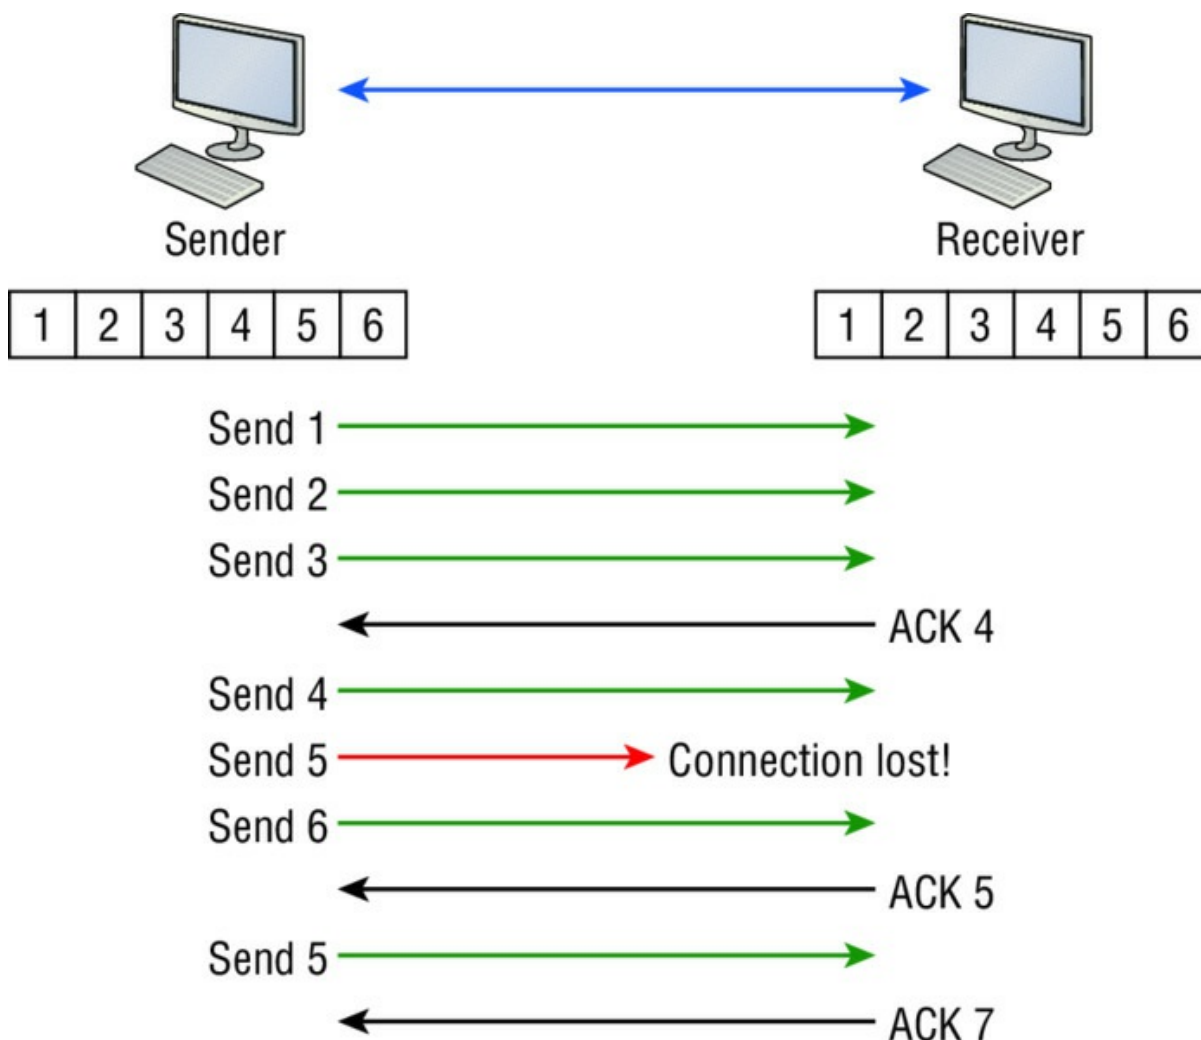 Sender Receiver
1 2 3 4 5 6 1 2 3 4 5 6
Send 1
Send 2
Send 3
ACK 4
Send 4
Send 5 Connection lost!
Send 6
ACK 5
Send 5
ACK 7